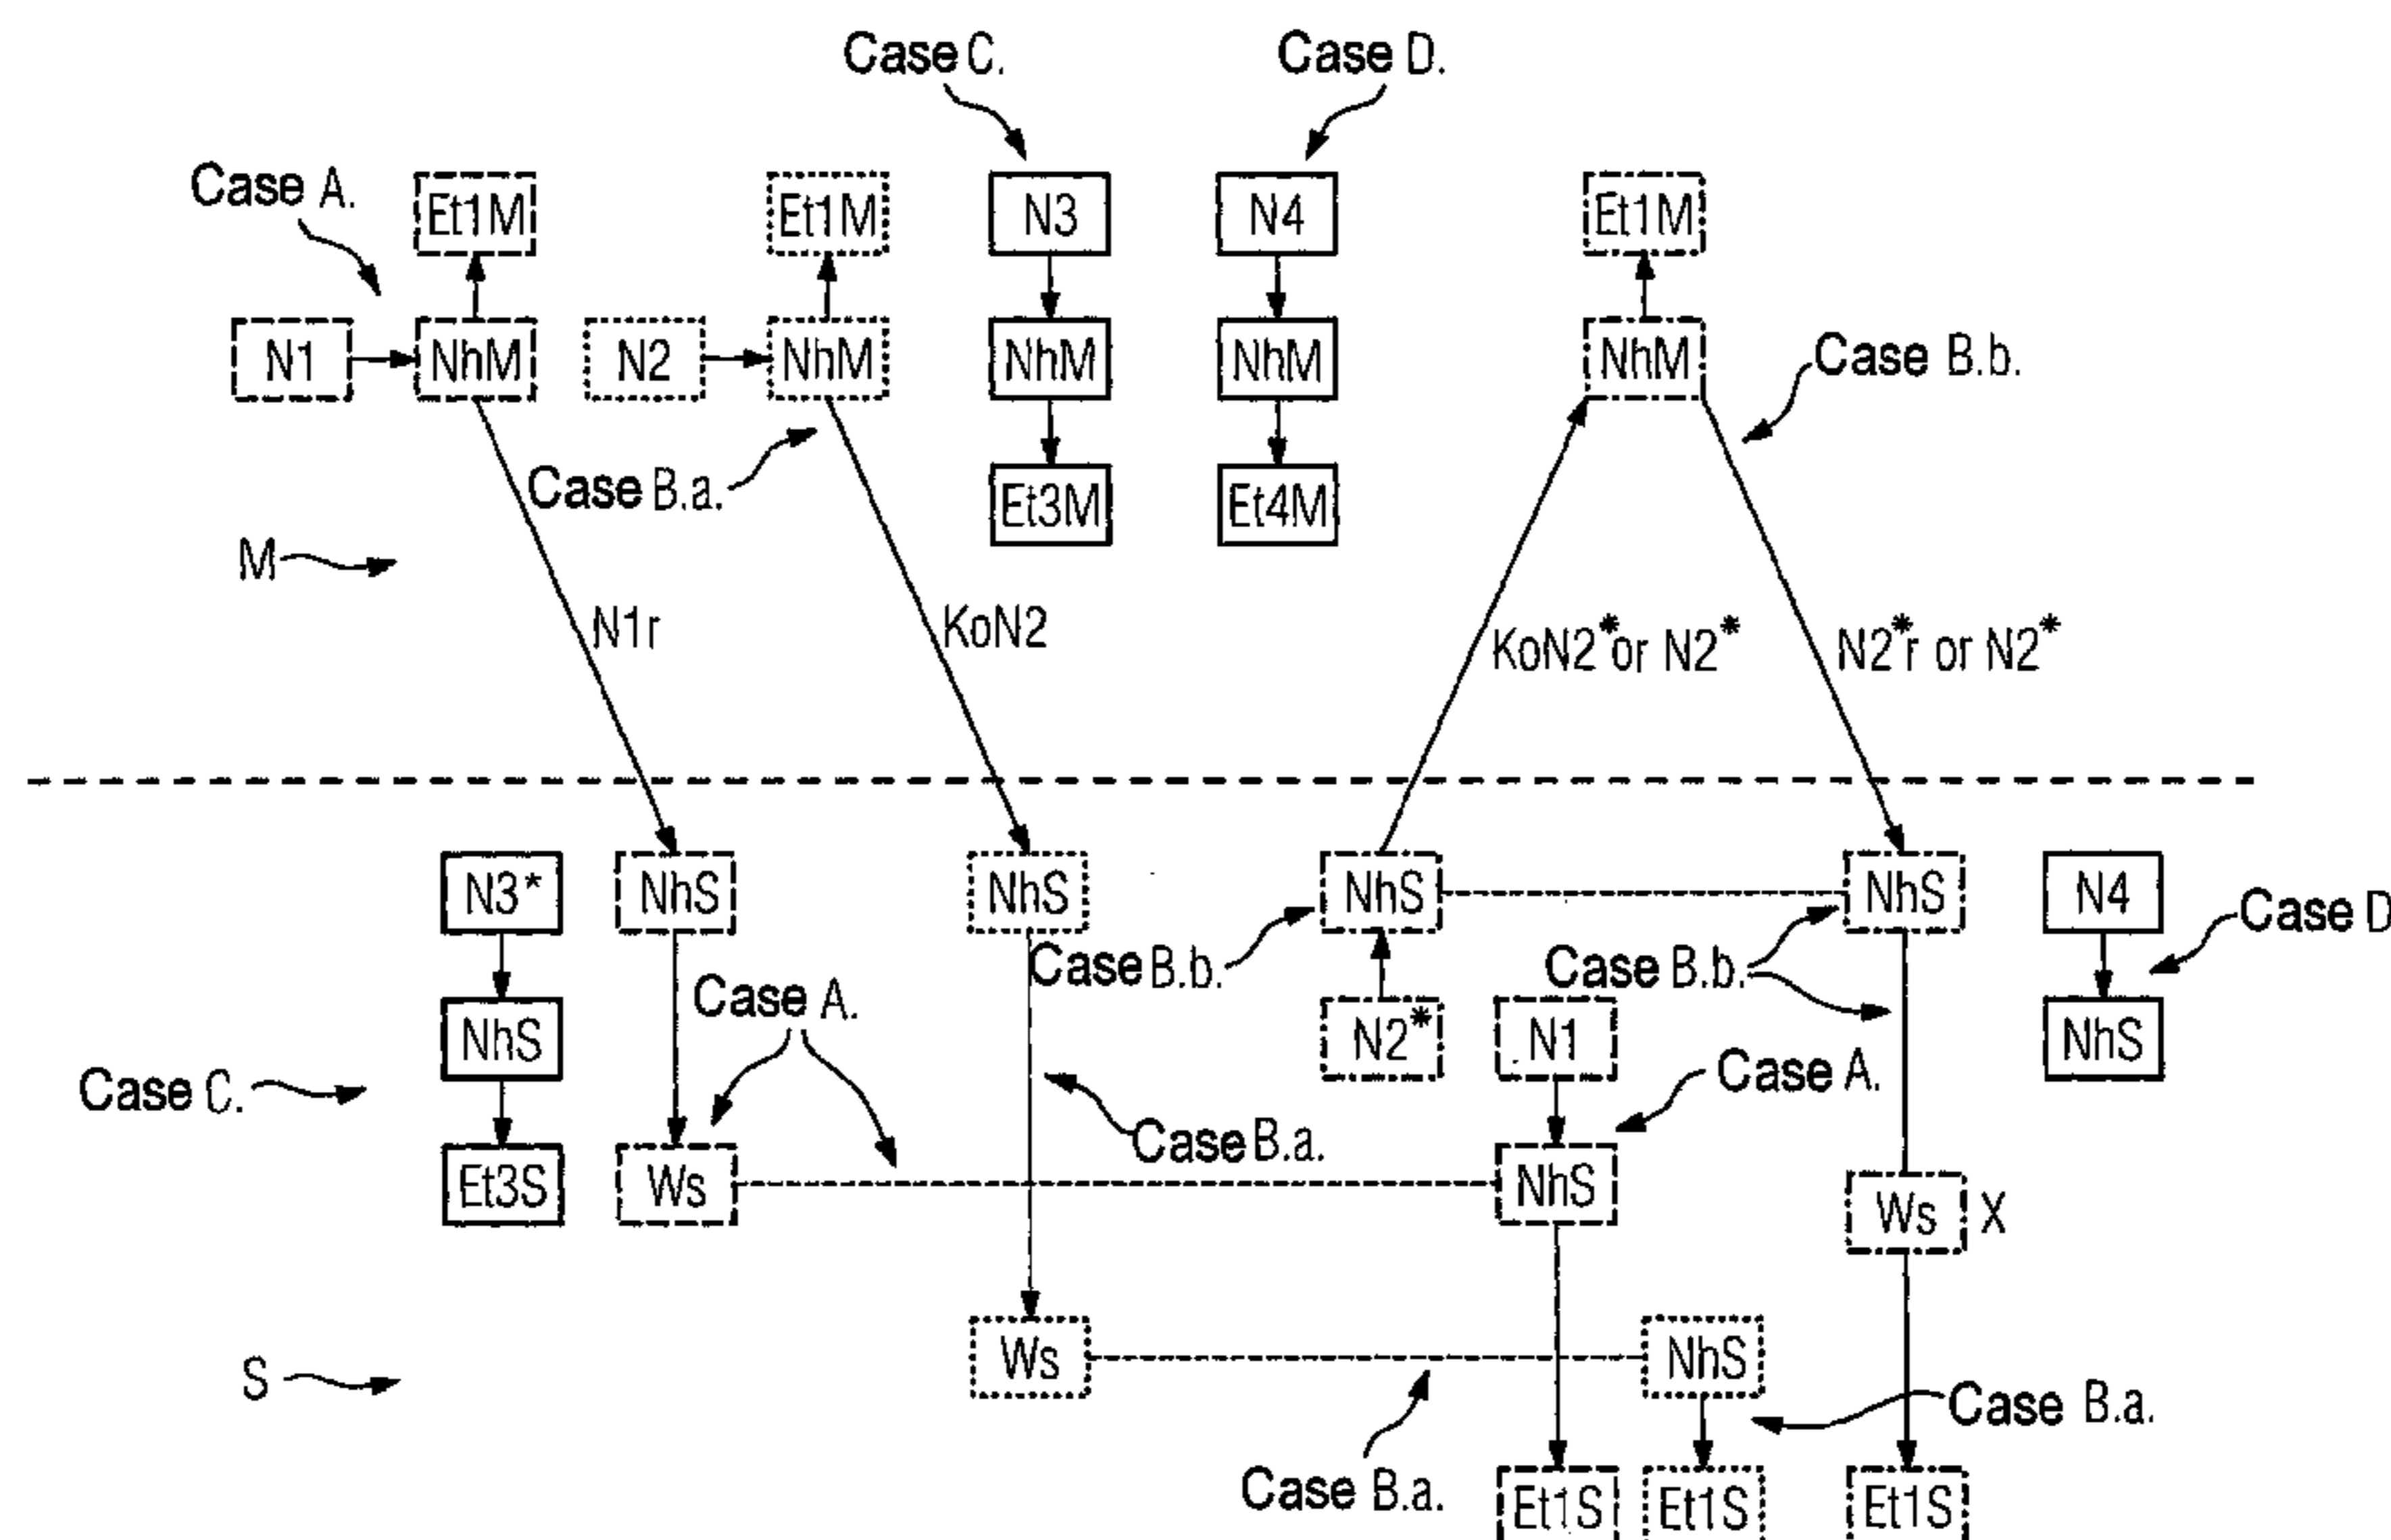 Case C.
Case D.
Case A.
Et1M
Et1M
N3
N4
Et1M
N1
NhM
N2
NhM
NhM
NhM
NhM
Case B.b.
Case B.a.
Et3M
Et4M
M
N1r
KoN2
KoN2* or N2*
N2*r or N2*
N3*
NhS
NhS
NhS
NhS
N4
Case D
Case B.b.
Case B.b.
Case A.
NhS
N2*
N1
NhS
Case A.
Case C.
Case B.a.
Et3S
Ws
NhS
Ws
X
Ws
NhS
S
Case B.a.
Case B.a.
Et1S
Et1S
Et1S